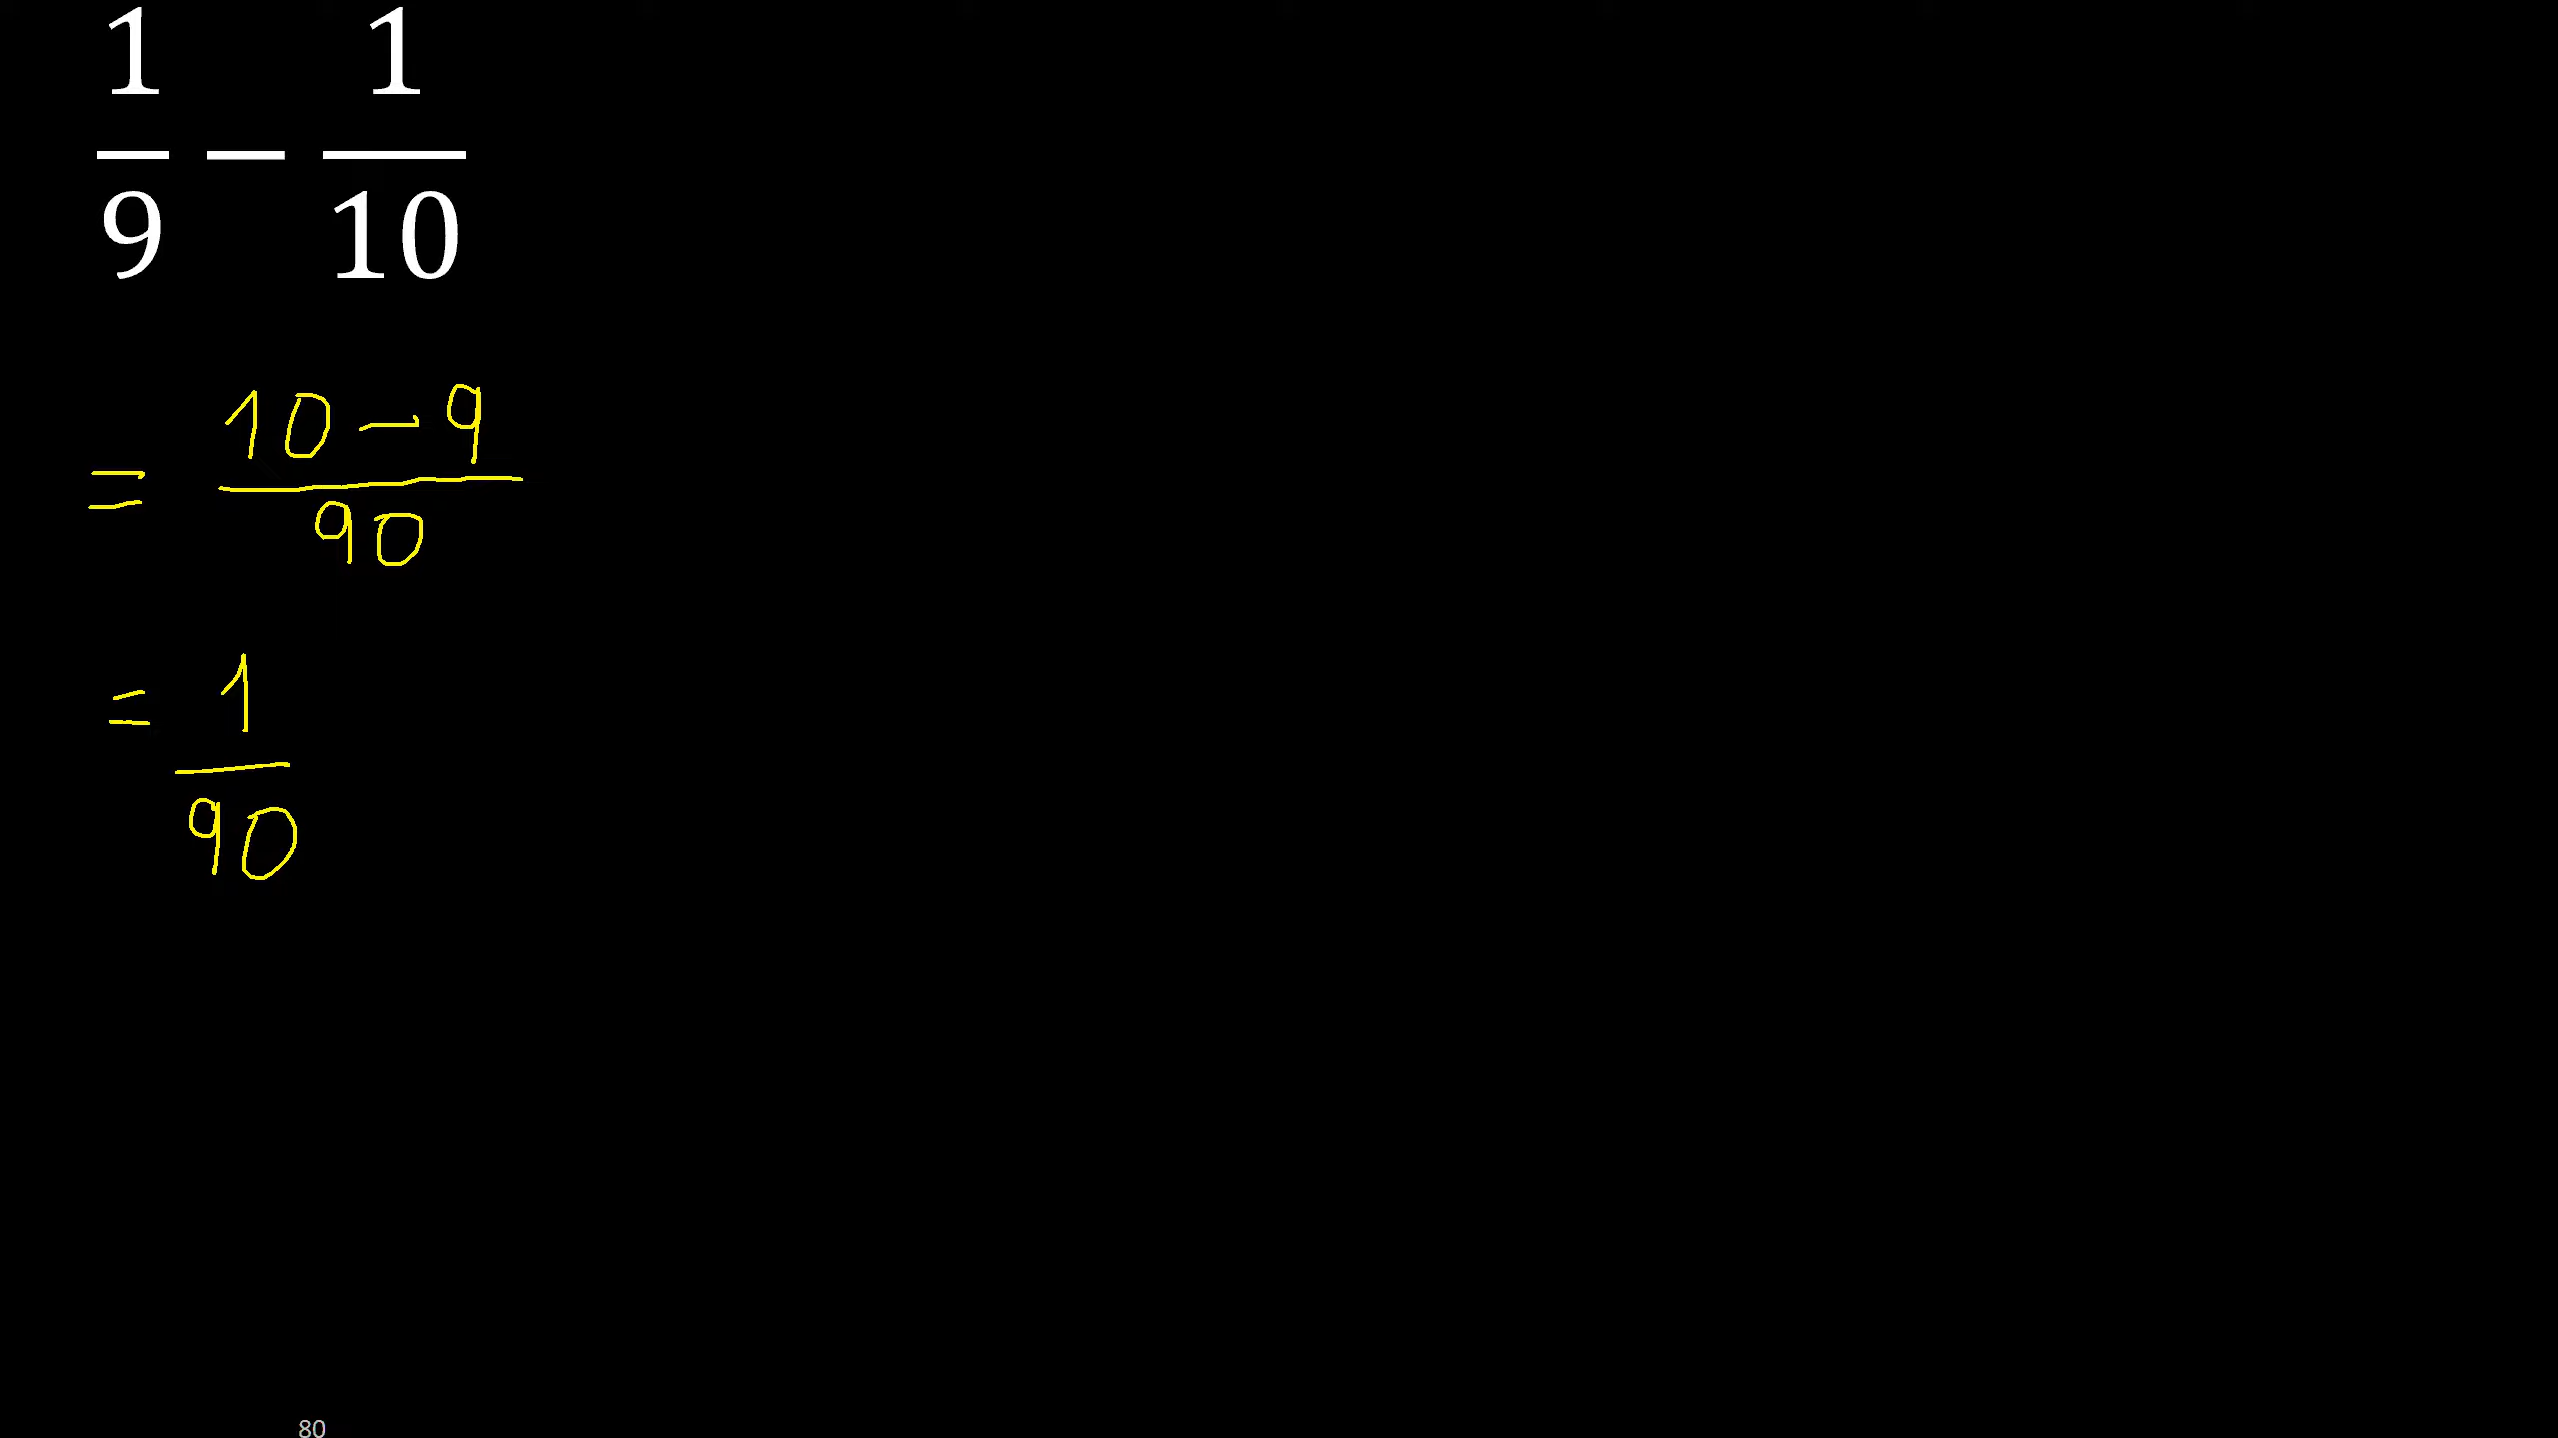 1/9 − 1/10
= 10 − 9 / 90
= 1/90
80